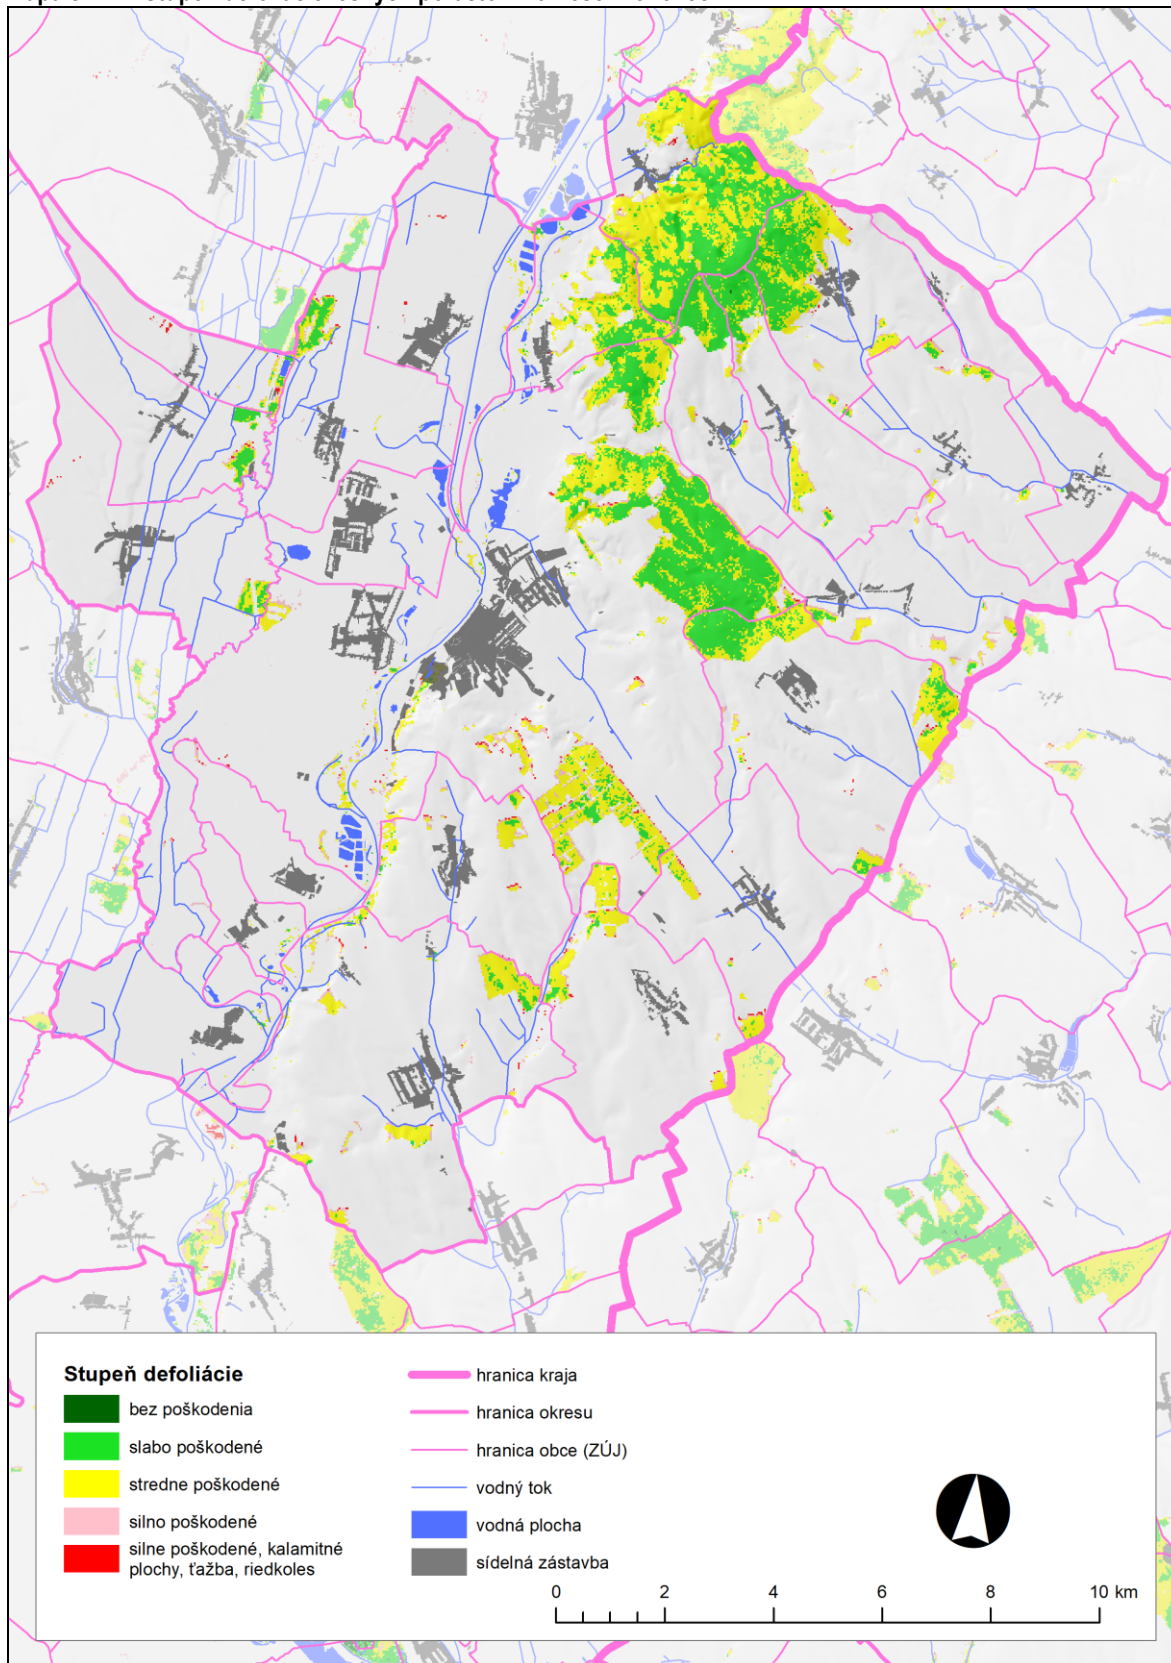 Stupeň defoliácie
bez poškodenia
slabo poškodené
stredne poškodené
silno poškodené
silne poškodené, kalamitné
plochy, ťažba, riedkoles
hranica kraja
hranica okresu
hranica obce (ZÚJ)
vodný tok
vodná plocha
sídelná zástavba
0 2 4 6 8 10 km